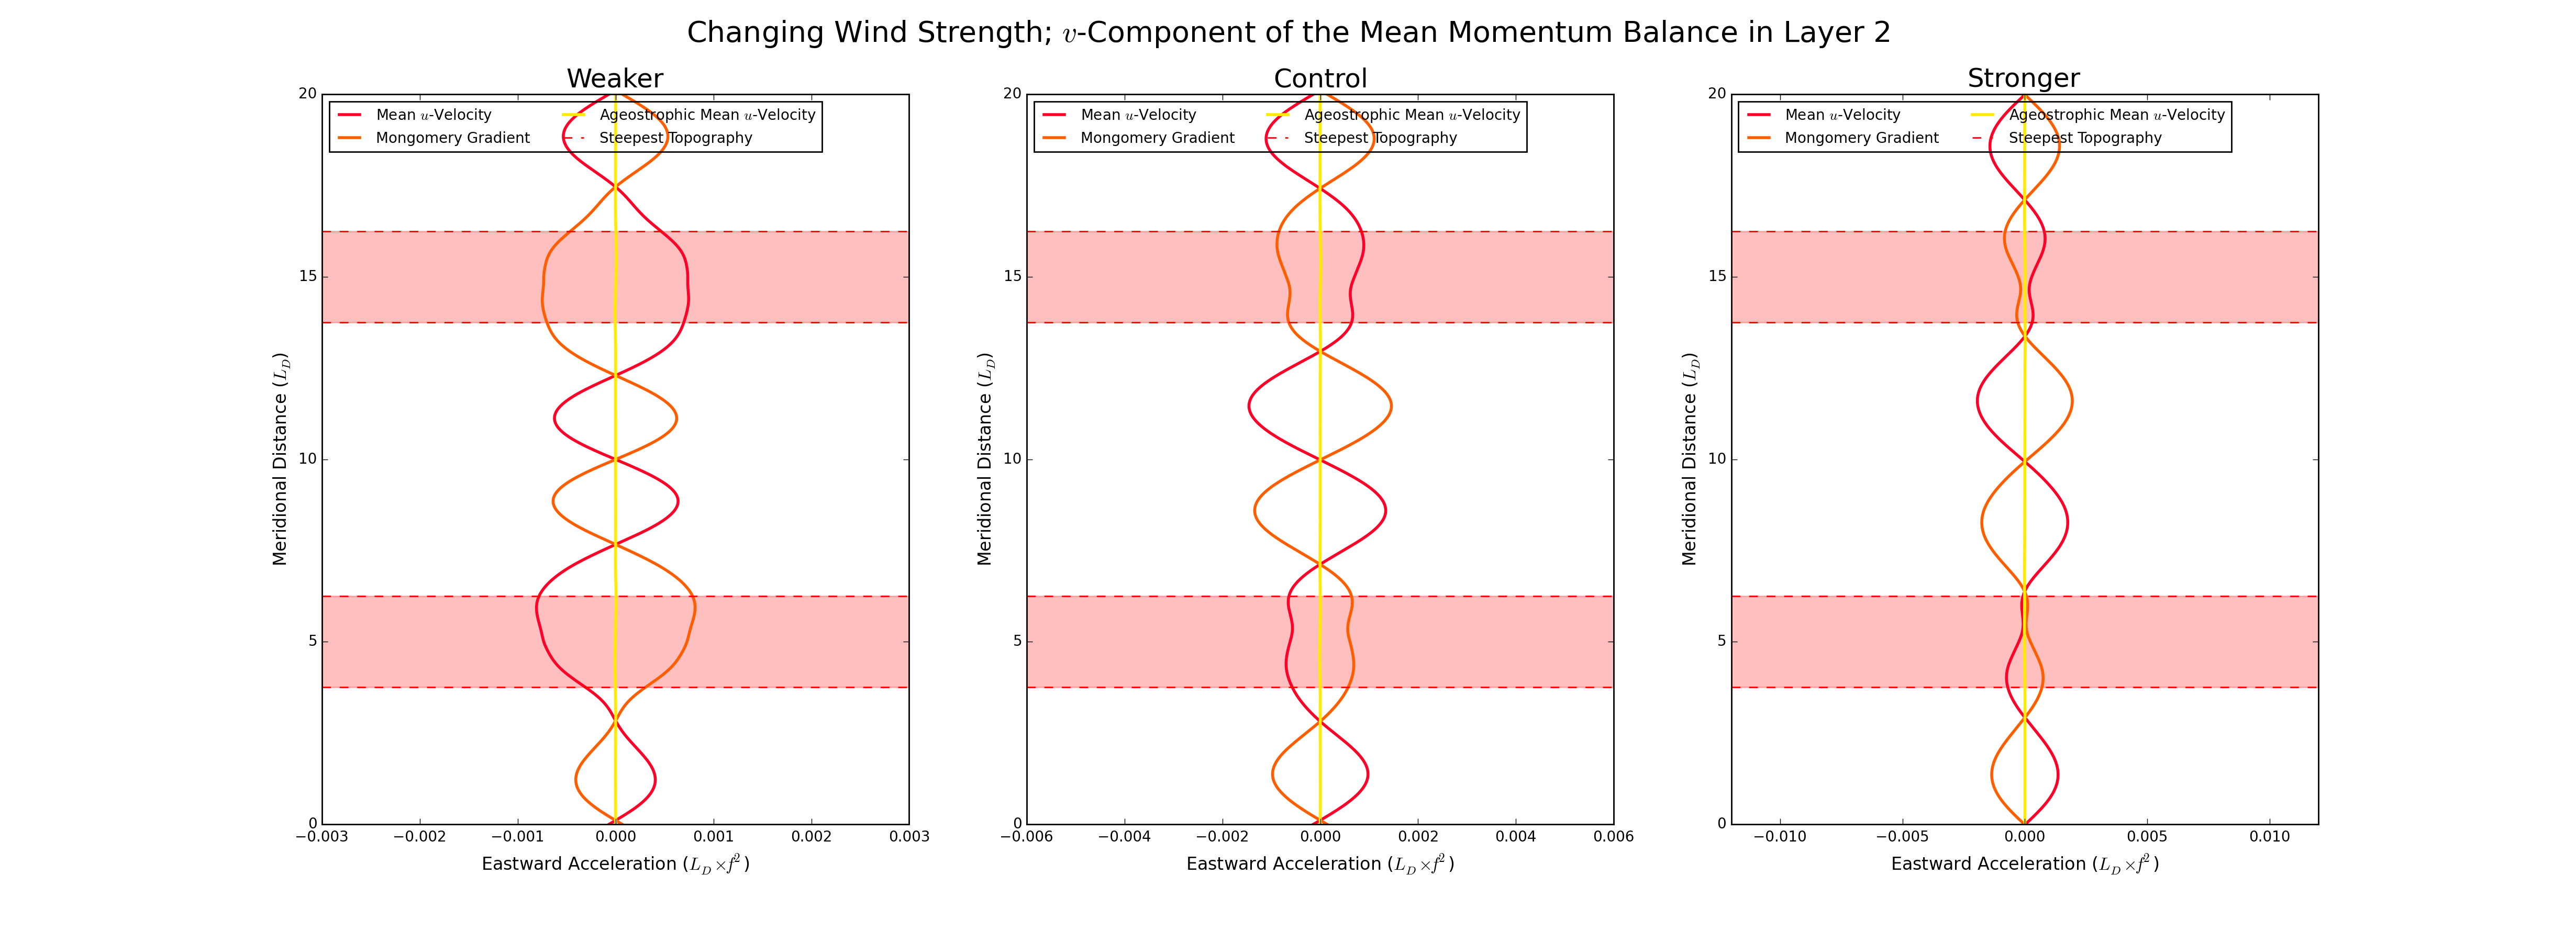 Changing Wind Strength; v-Component of the Mean Momentum Balance in Layer 2
Weaker
Mean u-Velocity
Mongomery Gradient
Ageostrophic Mean u-Velocity
Steepest Topography
20
15
10
5
0
Meridional Distance (L_D)
−0.003 −0.002 −0.001 0.000 0.001 0.002 0.003
Eastward Acceleration (L_D×f²)
Control
Mean u-Velocity
Mongomery Gradient
Ageostrophic Mean u-Velocity
Steepest Topography
20
15
10
5
0
Meridional Distance (L_D)
−0.006 −0.004 −0.002 0.000 0.002 0.004 0.006
Eastward Acceleration (L_D×f²)
Stronger
Mean u-Velocity
Mongomery Gradient
Ageostrophic Mean u-Velocity
Steepest Topography
20
15
10
5
0
Meridional Distance (L_D)
−0.010 −0.005 0.000 0.005 0.010
Eastward Acceleration (L_D×f²)